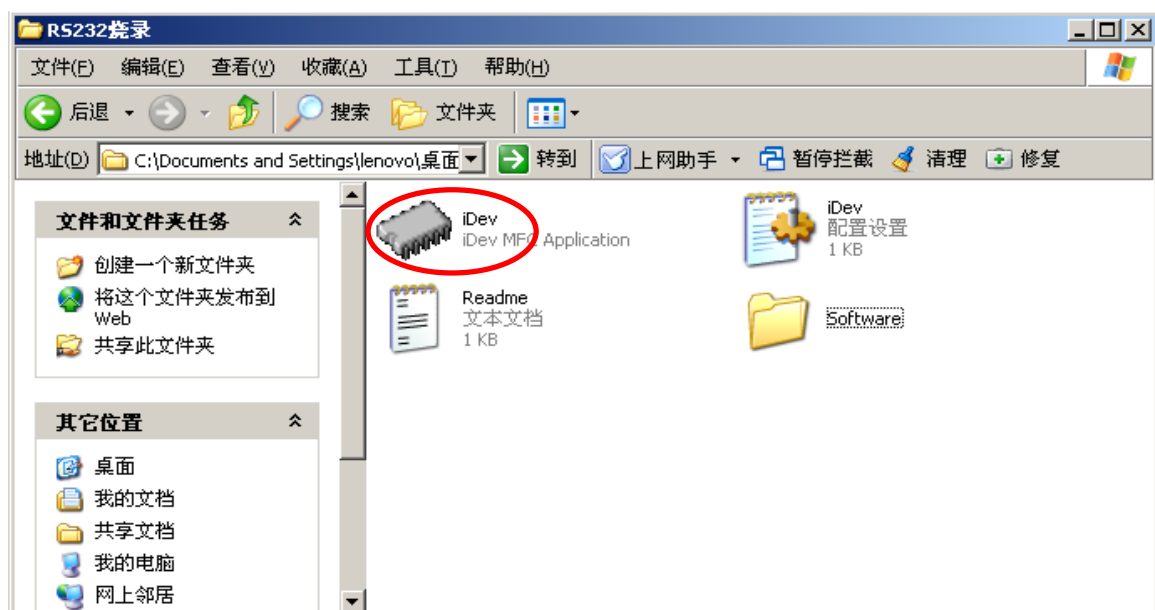 RS232烧录
文件(F) 编辑(E) 查看(V) 收藏(A) 工具(T) 帮助(H)
后退 搜索 文件夹
地址(D) C:\Documents and Settings\lenovo\桌面 转到 上网助手 暂停拦截 清理 修复
文件和文件夹任务
创建一个新文件夹
将这个文件夹发布到
Web
共享此文件夹
其它位置
桌面
我的文档
共享文档
我的电脑
网上邻居
iDev
iDev MFC Application
iDev
配置设置
1 KB
Readme
文本文档
1 KB
Software